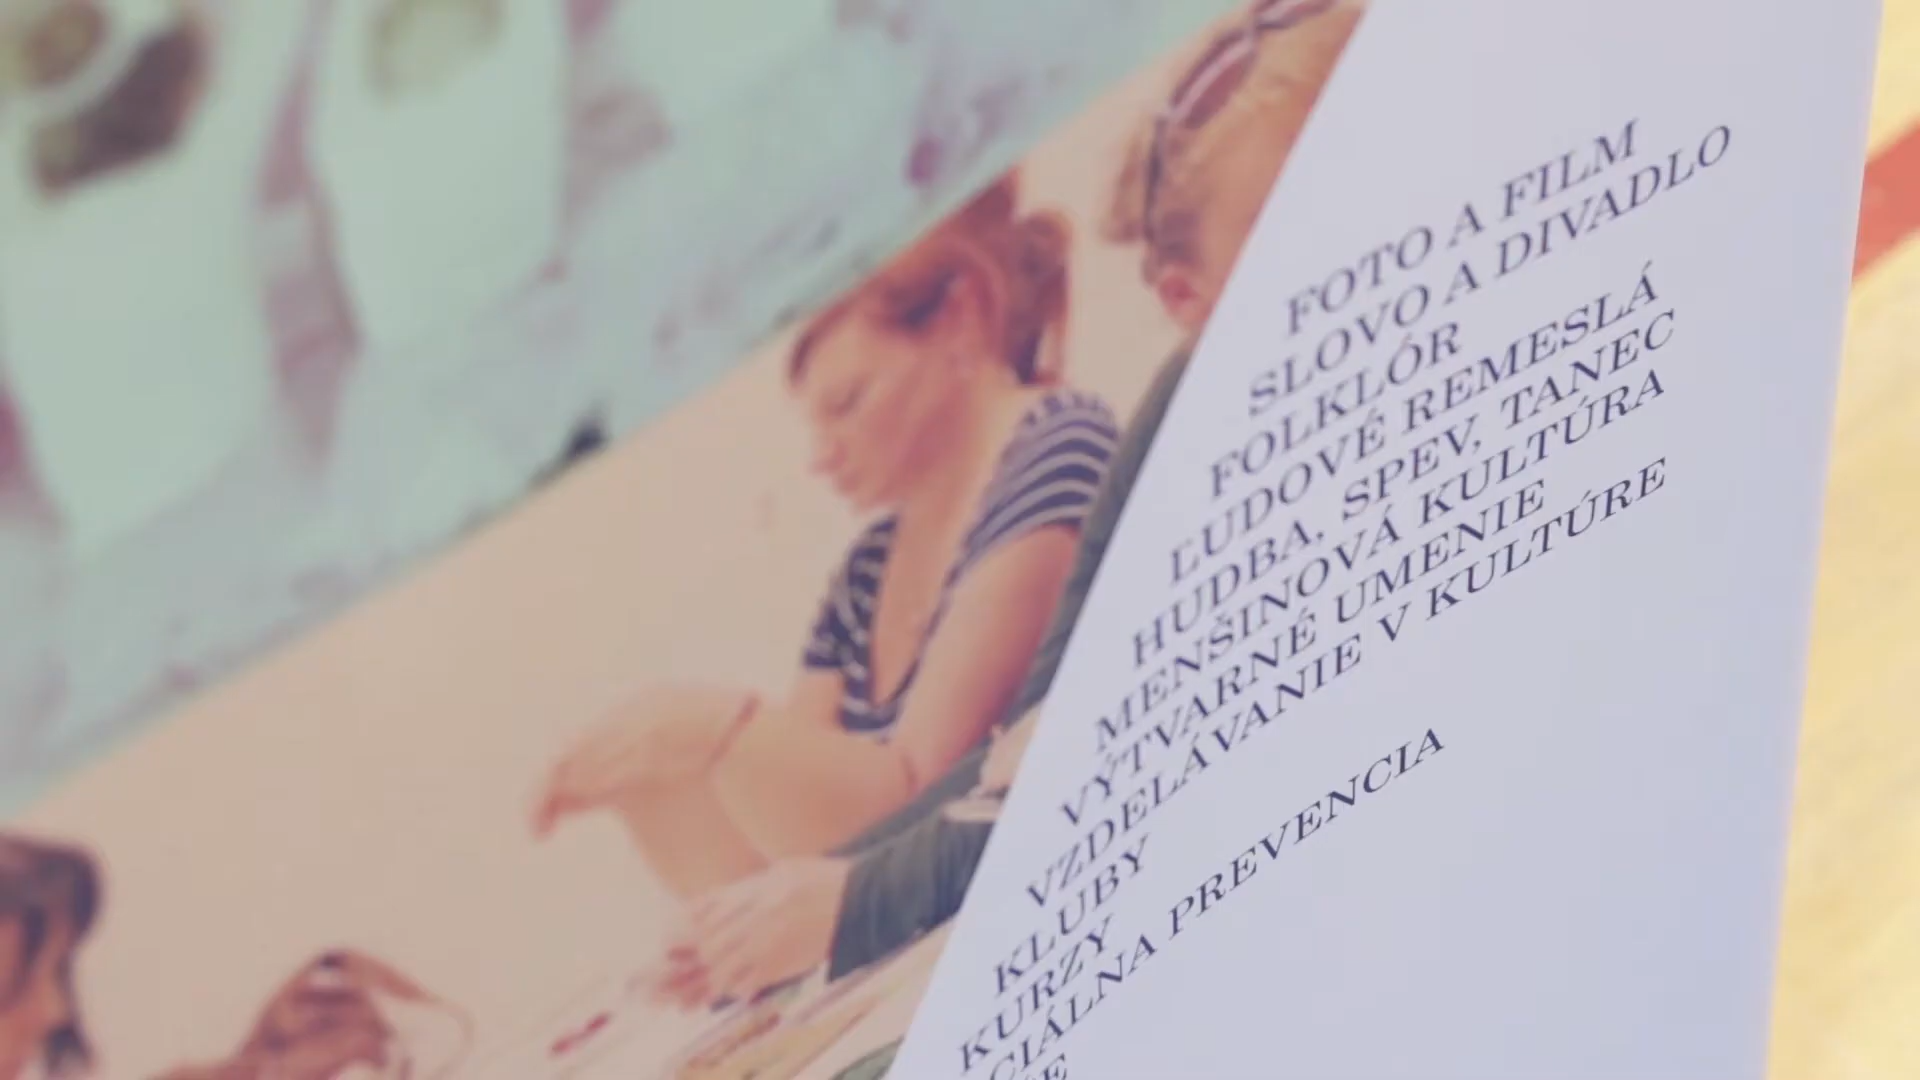 FOTO A FILM
SLOVO A DIVADLO
FOLKLÓR
ĽUDOVÉ REMESLÁ
HUDBA, SPEV, TANEC
MENŠINOVÁ KULTÚRA
VÝTVARNÉ UMENIE
VZDELÁVANIE V KULTÚRE
KLUBY
KURZY
CIÁLNA PREVENCIA